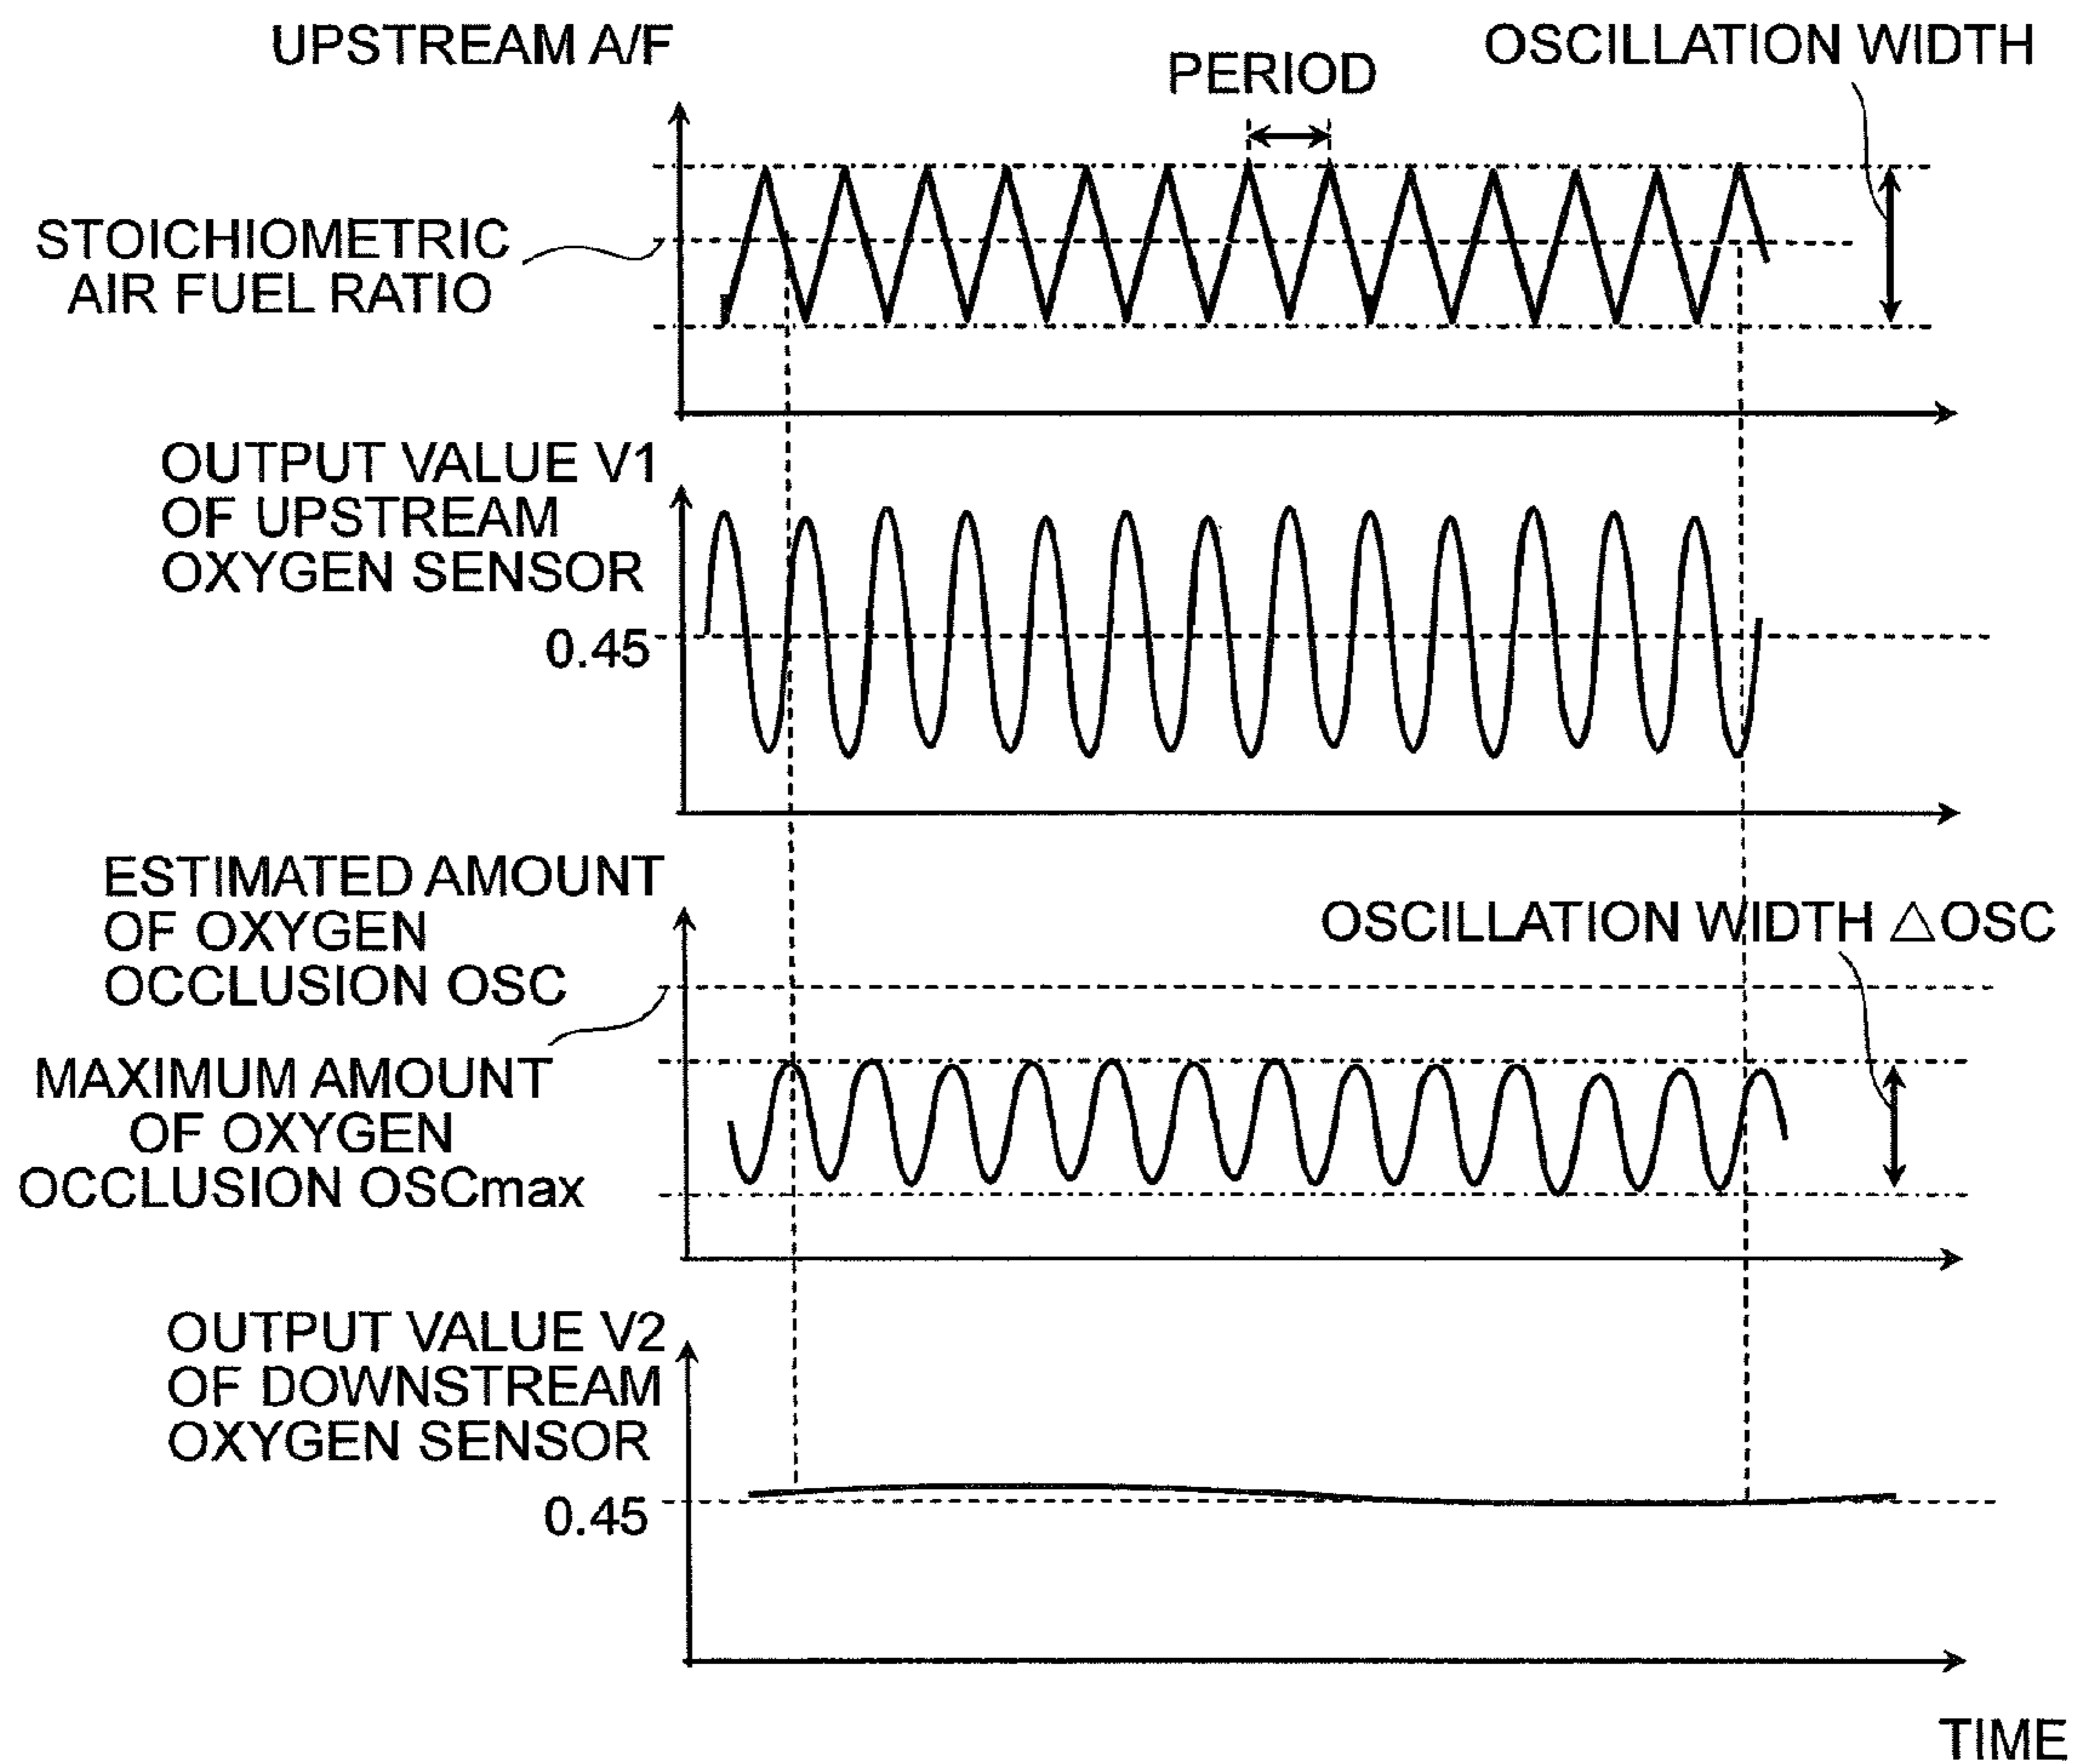 UPSTREAM A/F
PERIOD
OSCILLATION WIDTH
STOICHIOMETRIC
AIR FUEL RATIO
OUTPUT VALUE V1
OF UPSTREAM
OXYGEN SENSOR
0.45
ESTIMATED AMOUNT
OF OXYGEN
OCCLUSION OSC
OSCILLATION WIDTH △OSC
MAXIMUM AMOUNT
OF OXYGEN
OCCLUSION OSCmax
OUTPUT VALUE V2
OF DOWNSTREAM
OXYGEN SENSOR
0.45
TIME